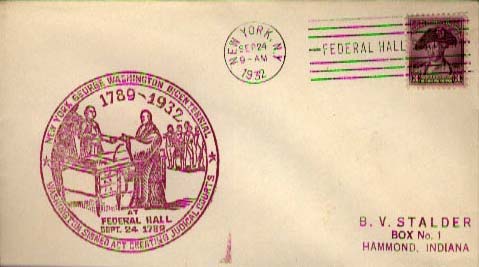 NEW YORK, N.Y.
SEP 24
9-AM
1932
FEDERAL HALL
NEW YORK GEORGE WASHINGTON BICENTENNIAL
1789-1932
AT
FEDERAL HALL
SEPT. 24 1789
WASHINGTON SIGNED ACT CREATING JUDICIAL COURTS
B. V. STALDER
BOX No. 1
HAMMOND, INDIANA